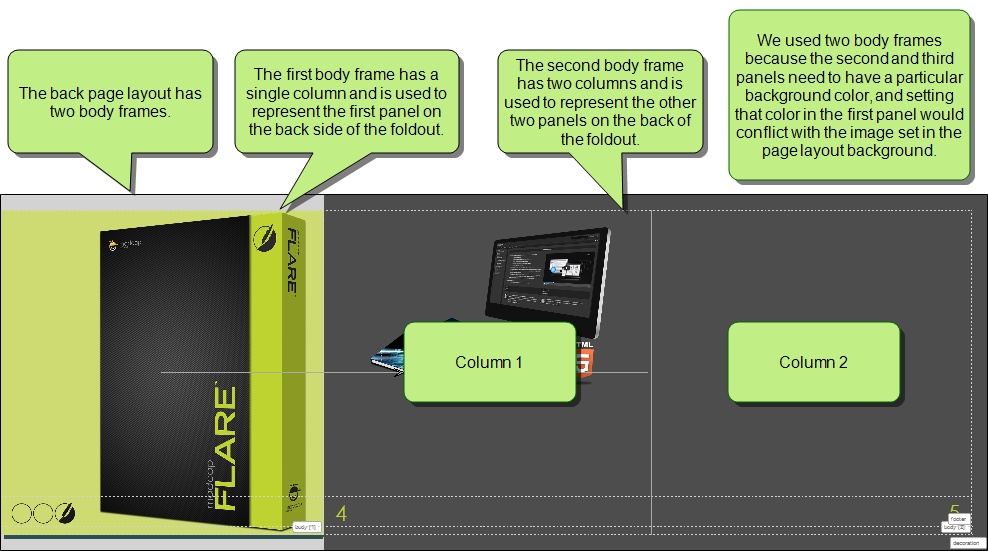 The back page layout has
two body frames.
The first body frame has a
single column and is used to
represent the first panel on
the back side of the foldout.
The second body frame
has two columns and is
used to represent the other
two panels on the back of
the foldout.
We used two body frames
because the second and third
panels need to have a particular
background color, and setting
that color in the first panel would
conflict with the image set in the
page layout background.
FLARE
Column 1
Column 2
madcap
FLARE
4
5
body [1]
footer
body [2]
decoration